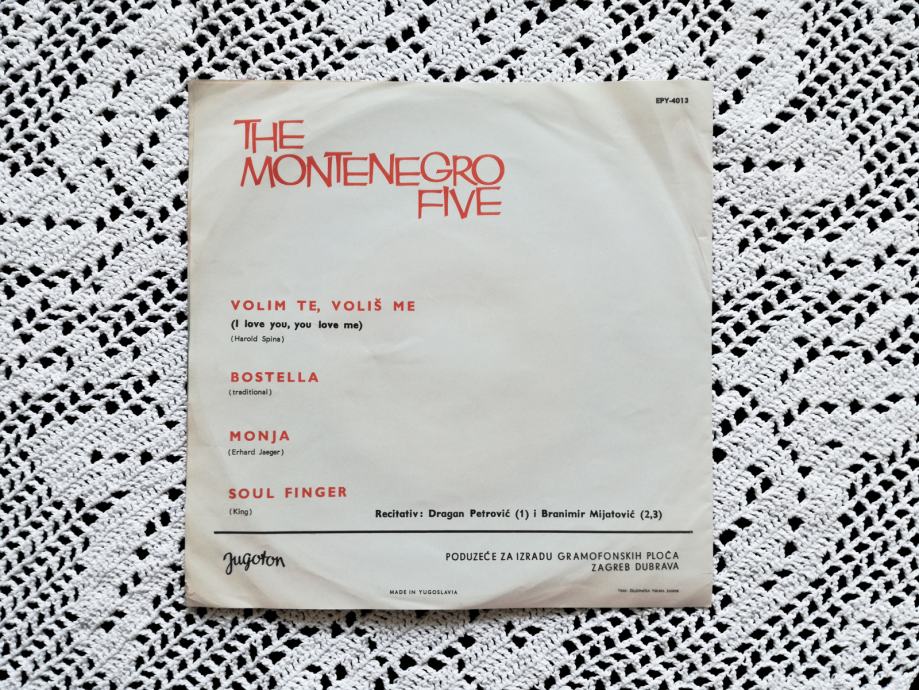 EPY-4013
THE
MONTENEGRO
FIVE
VOLIM TE, VOLIŠ ME
(I love you, you love me)
(Harold Spina)
BOSTELLA
(traditional)
MONJA
(Erhard Jaeger)
SOUL FINGER
(King)
Recitativ: Dragan Petrović (1) i Branimir Mijatović (2,3)
Jugoton
PODUZEĆE ZA IZRADU GRAMOFONSKIH PLOČA
ZAGREB DUBRAVA
MADE IN YUGOSLAVIA